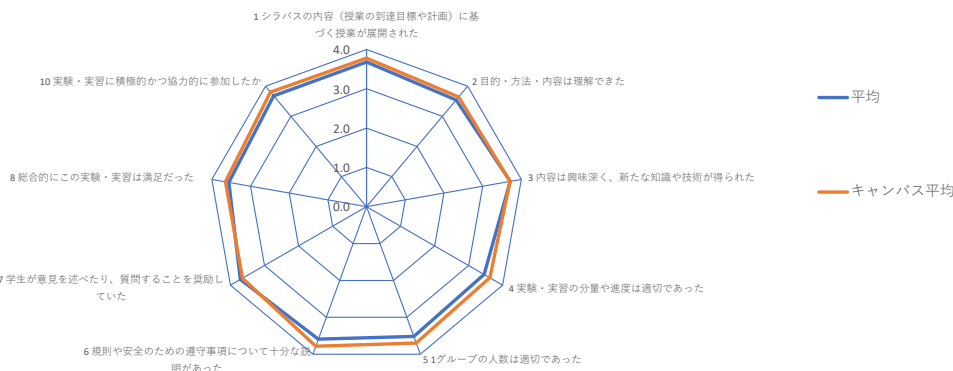 1 シラバスの内容（授業の到達目標や計画）に基
づく授業が展開された
4.0
10 実験・実習に積極的かつ協力的に参加したか
2 目的・方法・内容は理解できた
3.0
平均
2.0
8 総合的にこの実験・実習は満足だった
1.0
3 内容は興味深く、新たな知識や技術が得られた
キャンパス平均
0.0
7 学生が意見を述べたり、質問することを奨励し
ていた
4 実験・実習の分量や進度は適切であった
6 規則や安全のための遵守事項について十分な説
明があった
5 1グループの人数は適切であった